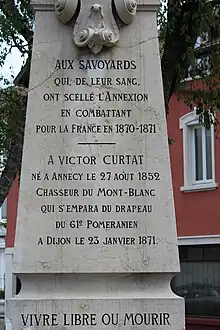 AUX SAVOYARDS
QUI, DE LEUR SANG,
ONT SCELLÉ L'ANNEXION
EN COMBATTANT
POUR LA FRANCE EN 1870-1871
A VICTOR CURTAT
NÉ À ANNECY LE 27 AOÛT 1852
CHASSEUR DU MONT-BLANC
QUI S'EMPARA DU DRAPEAU
DU 61E POMERANIEN
A DIJON LE 23 JANVIER 1871.
VIVRE LIBRE OU MOURIR